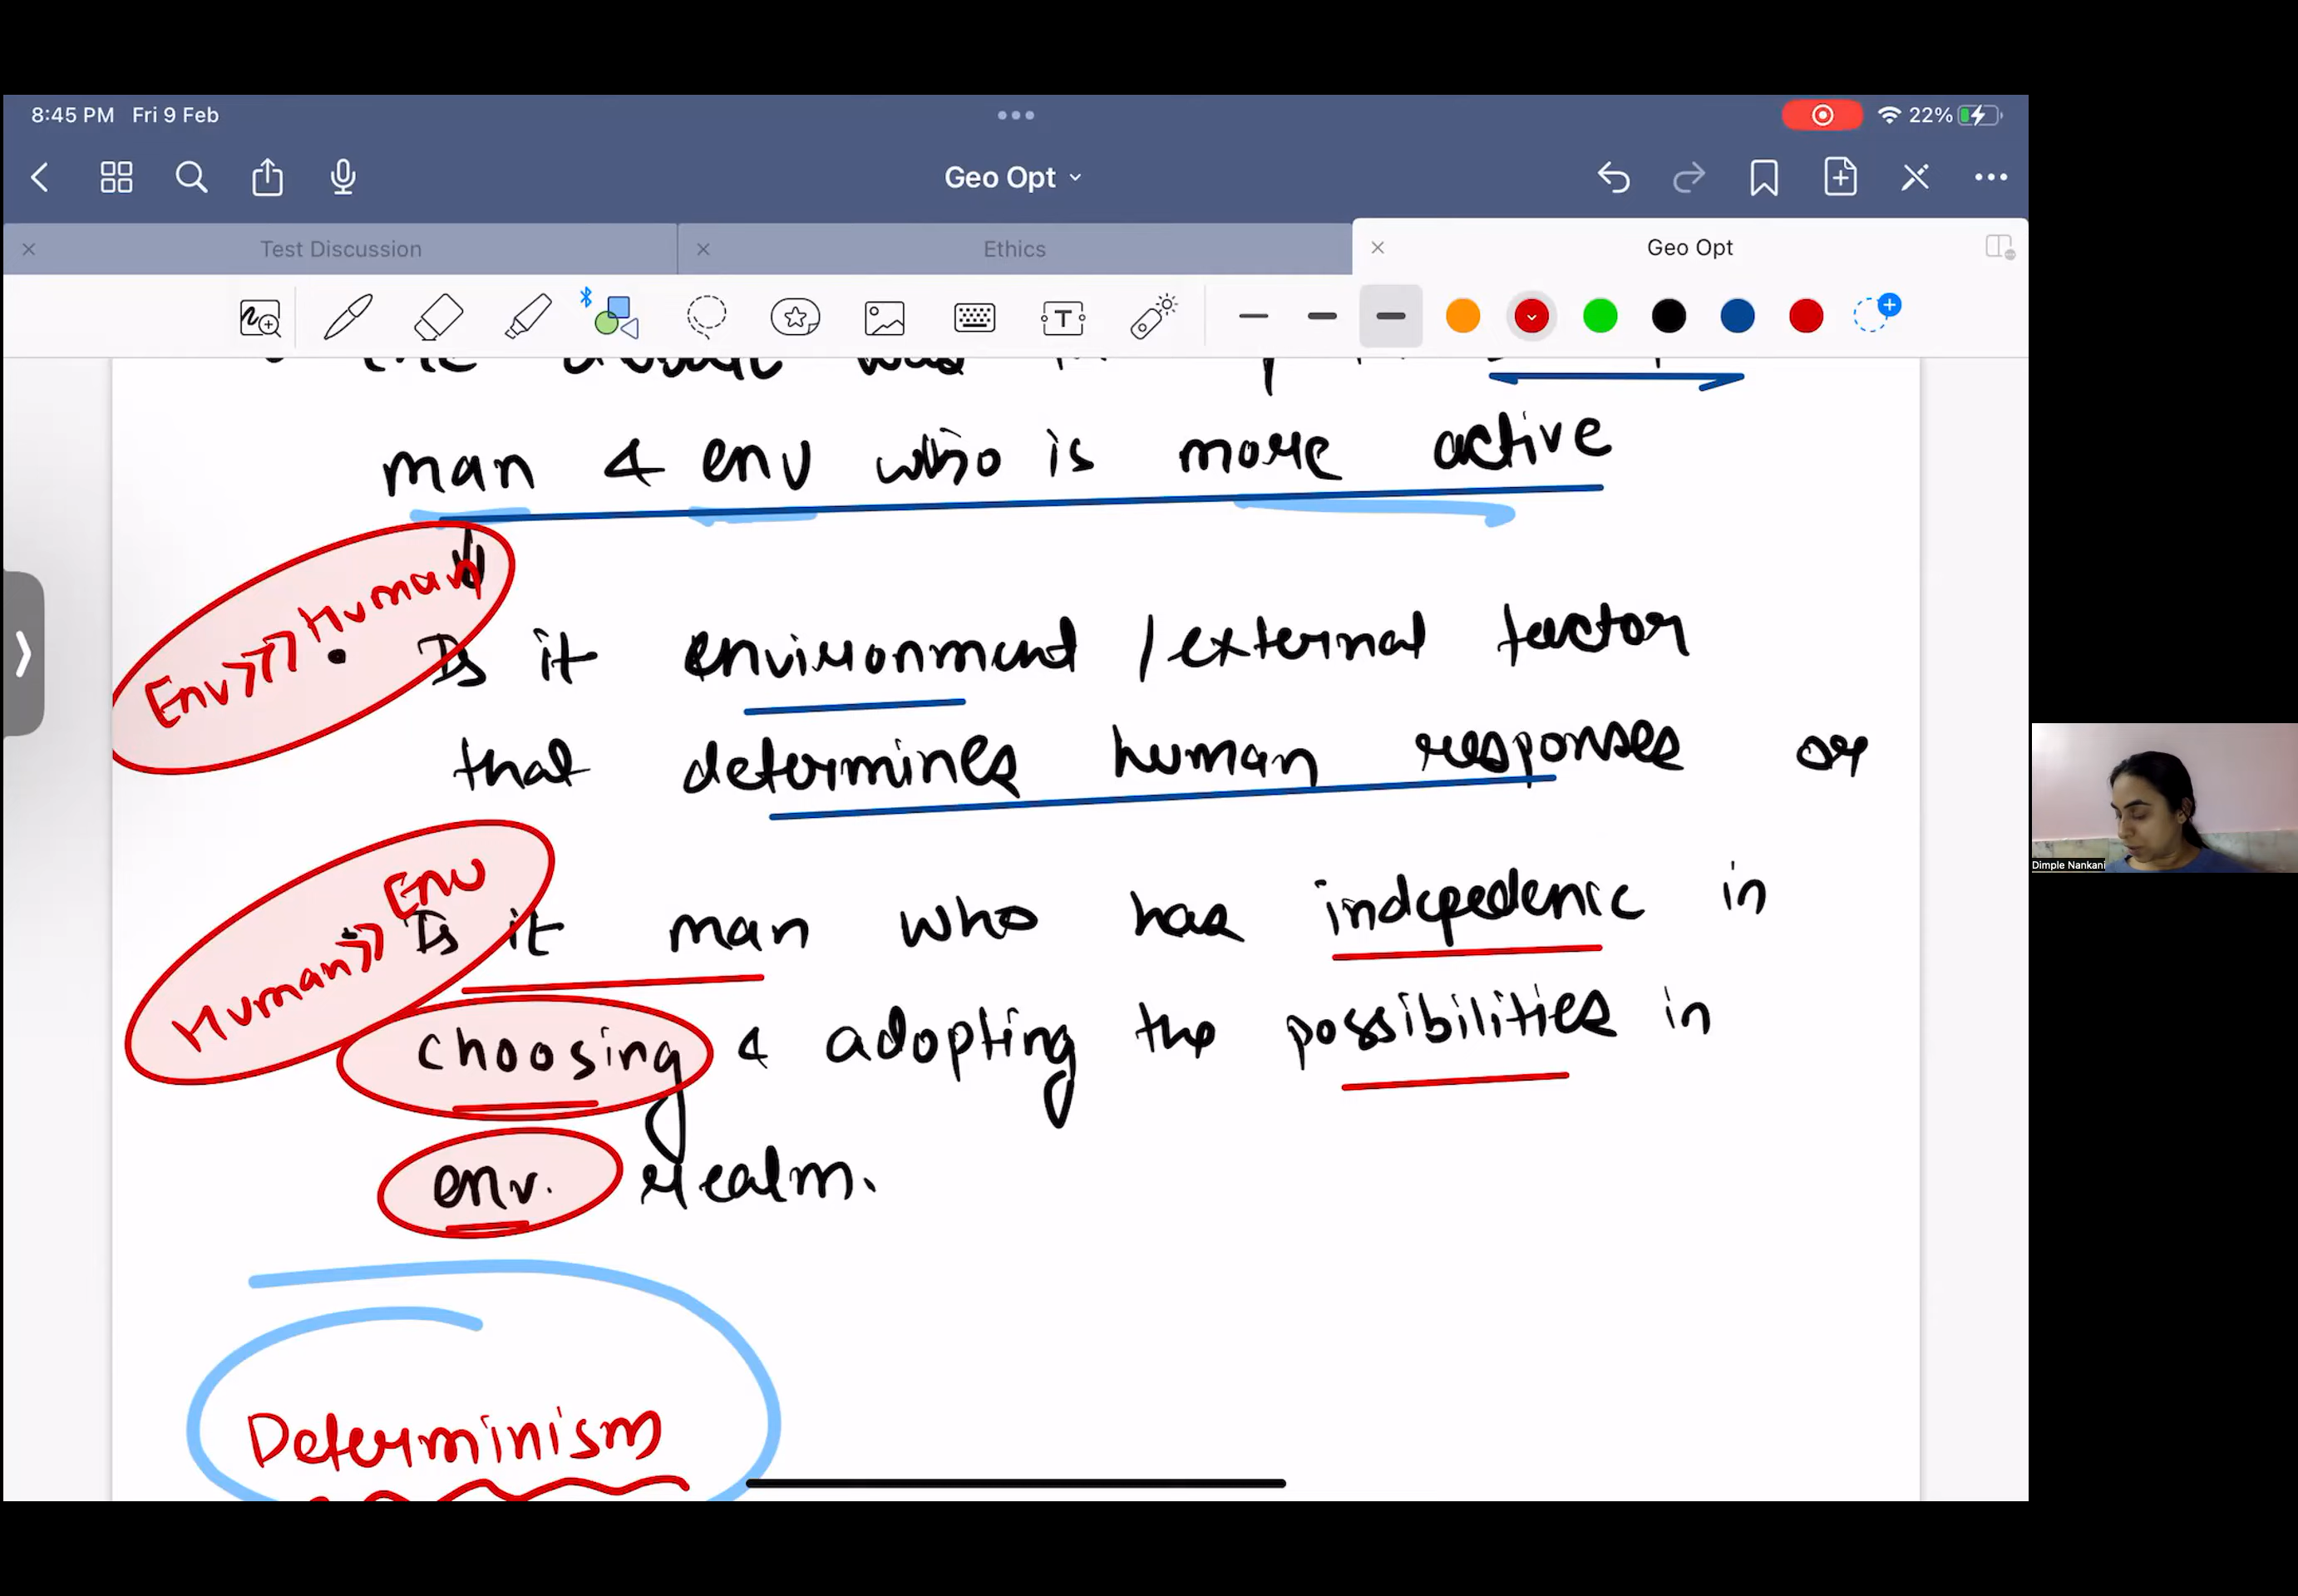 8:45 PM Fri 9 Feb
22%
Geo Opt
Test Discussion
Ethics
Geo Opt
man & env who is more active
Env >>> Human
Is it environment / external factor
that determines human responses or
Human >> Env
Is it man who has indepedenic in
choosing & adopting the possibilities in
env. realm.
Determinism
Dimple Nankani